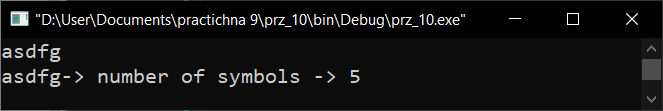 "D:\User\Documents\practichna 9\prz_10\bin\Debug\prz_10.exe"
asdfg
asdfg-> number of symbols -> 5